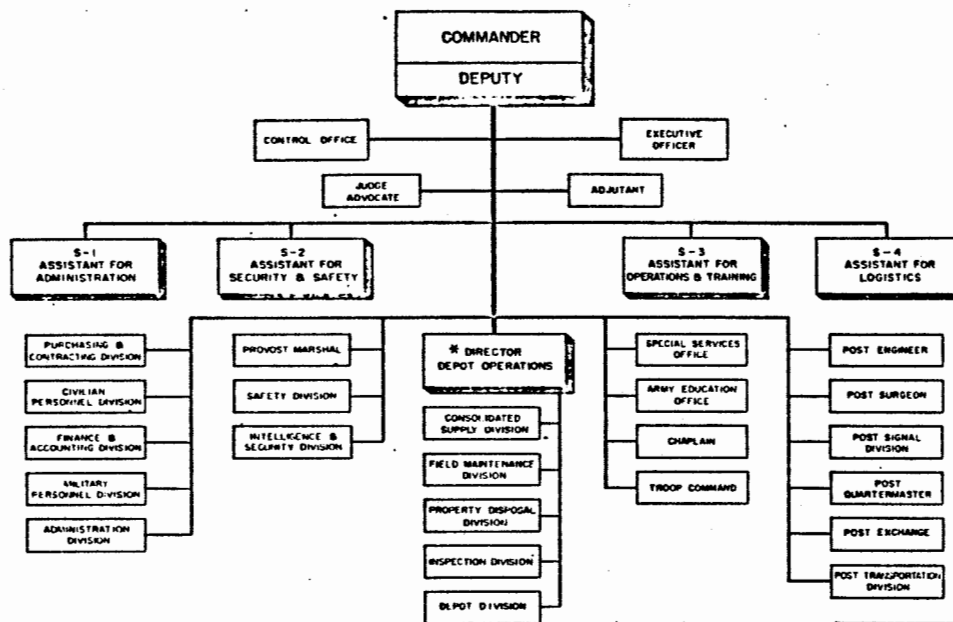 COMMANDER
DEPUTY
CONTROL OFFICE
EXECUTIVE
OFFICER
JUDGE
ADVOCATE
ADJUTANT
S-1
ASSISTANT FOR
ADMINISTRATION
S-2
ASSISTANT FOR
SECURITY & SAFETY
S-3
ASSISTANT FOR
OPERATIONS & TRAINING
S-4
ASSISTANT FOR
LOGISTICS
PURCHASING &
CONTRACTING DIVISION
CIVILIAN
PERSONNEL DIVISION
FINANCE &
ACCOUNTING DIVISION
MILITARY
PERSONNEL DIVISION
ADMINISTRATION
DIVISION
PROVOST MARSHAL
SAFETY DIVISION
INTELLIGENCE &
SECURITY DIVISION
* DIRECTOR
DEPOT OPERATIONS
CONSOLIDATED
SUPPLY DIVISION
FIELD MAINTENANCE
DIVISION
PROPERTY DISPOSAL
DIVISION
INSPECTION DIVISION
DEPOT DIVISION
SPECIAL SERVICES
OFFICE
ARMY EDUCATION
OFFICE
CHAPLAIN
TROOP COMMAND
POST ENGINEER
POST SURGEON
POST SIGNAL
DIVISION
POST
QUARTERMASTER
POST EXCHANGE
POST TRANSPORTATION
DIVISION